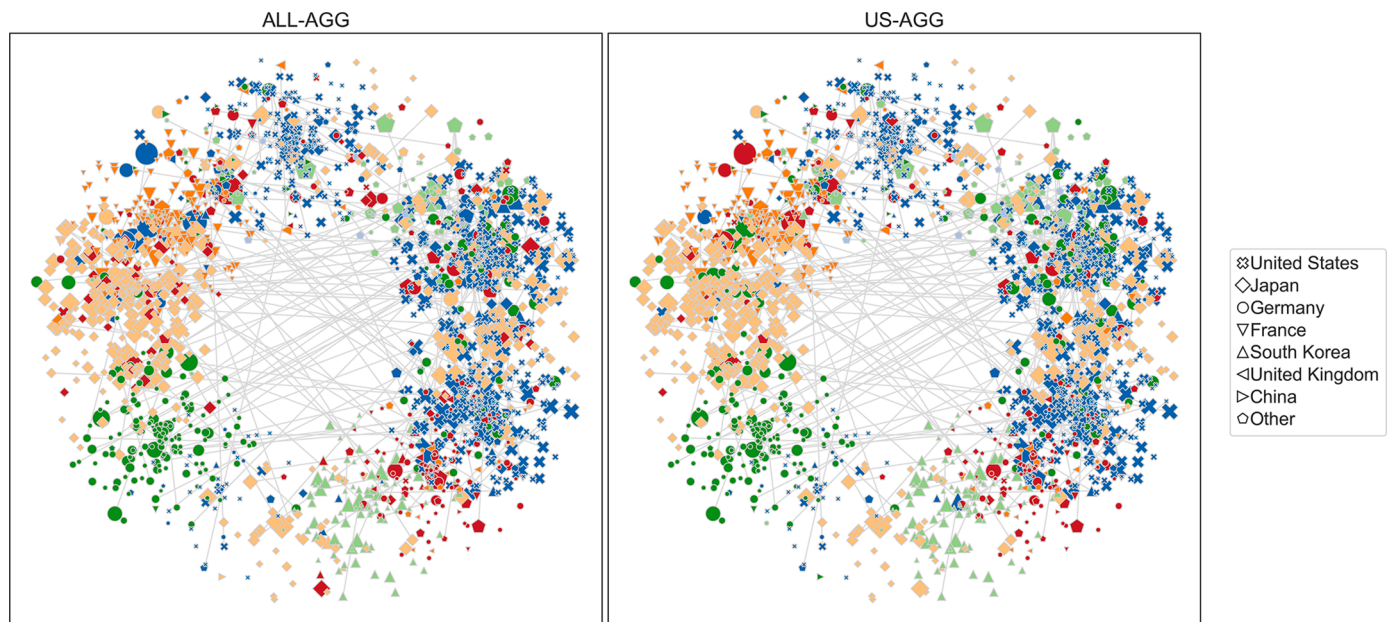 ALL-AGG
US-AGG
United States
Japan
Germany
France
South Korea
United Kingdom
China
Other